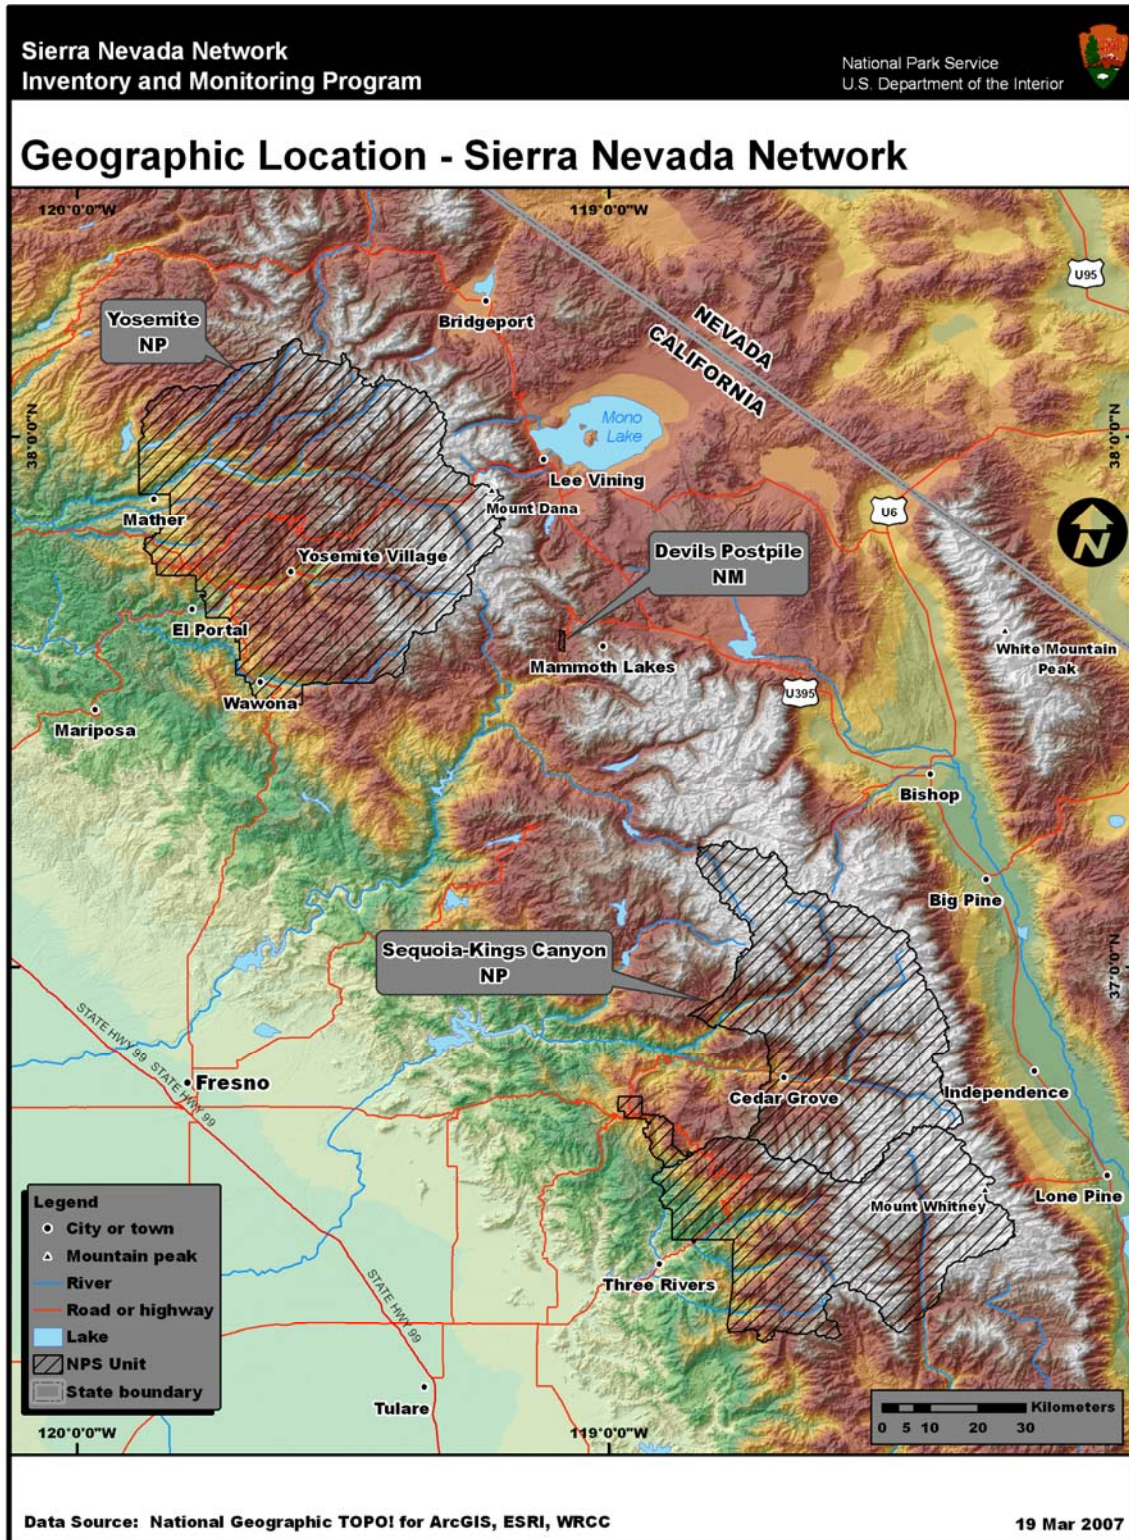 Sierra Nevada Network
Inventory and Monitoring Program
National Park Service
U.S. Department of the Interior
Geographic Location - Sierra Nevada Network
120°0'0"W
119°0'0"W
U95
Yosemite
NP
Bridgeport
NEVADA
CALIFORNIA
Mono
Lake
38°0'0"N
38°0'0"N
Lee Vining
Mount Dana
Mather
U6
N
Yosemite Village
Devils Postpile
NM
El Portal
White Mountain
Peak
Mammoth Lakes
Wawona
U395
Mariposa
Bishop
Big Pine
Sequoia-Kings Canyon
NP
37°0'0"N
STATE HWY 99
STATE HWY 99
Fresno
Cedar Grove
Independence
Mount Whitney
Lone Pine
Three Rivers
STATE HWY 99
Tulare
Legend
City or town
Mountain peak
River
Road or highway
Lake
NPS Unit
State boundary
Kilometers
0 5 10 20 30
120°0'0"W
119°0'0"W
Data Source: National Geographic TOPO! for ArcGIS, ESRI, WRCC
19 Mar 2007